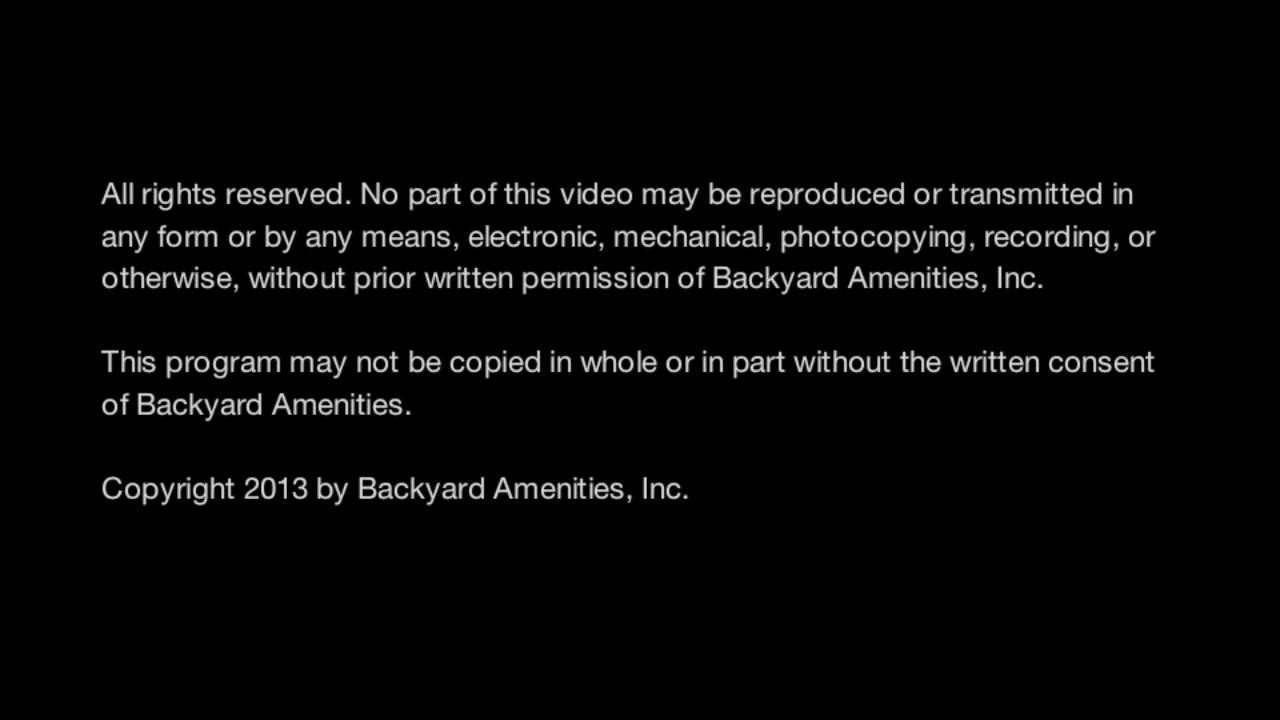 All rights reserved. No part of this video may be reproduced or transmitted in
any form or by any means, electronic, mechanical, photocopying, recording, or
otherwise, without prior written permission of Backyard Amenities, Inc.
This program may not be copied in whole or in part without the written consent
of Backyard Amenities.
Copyright 2013 by Backyard Amenities, Inc.